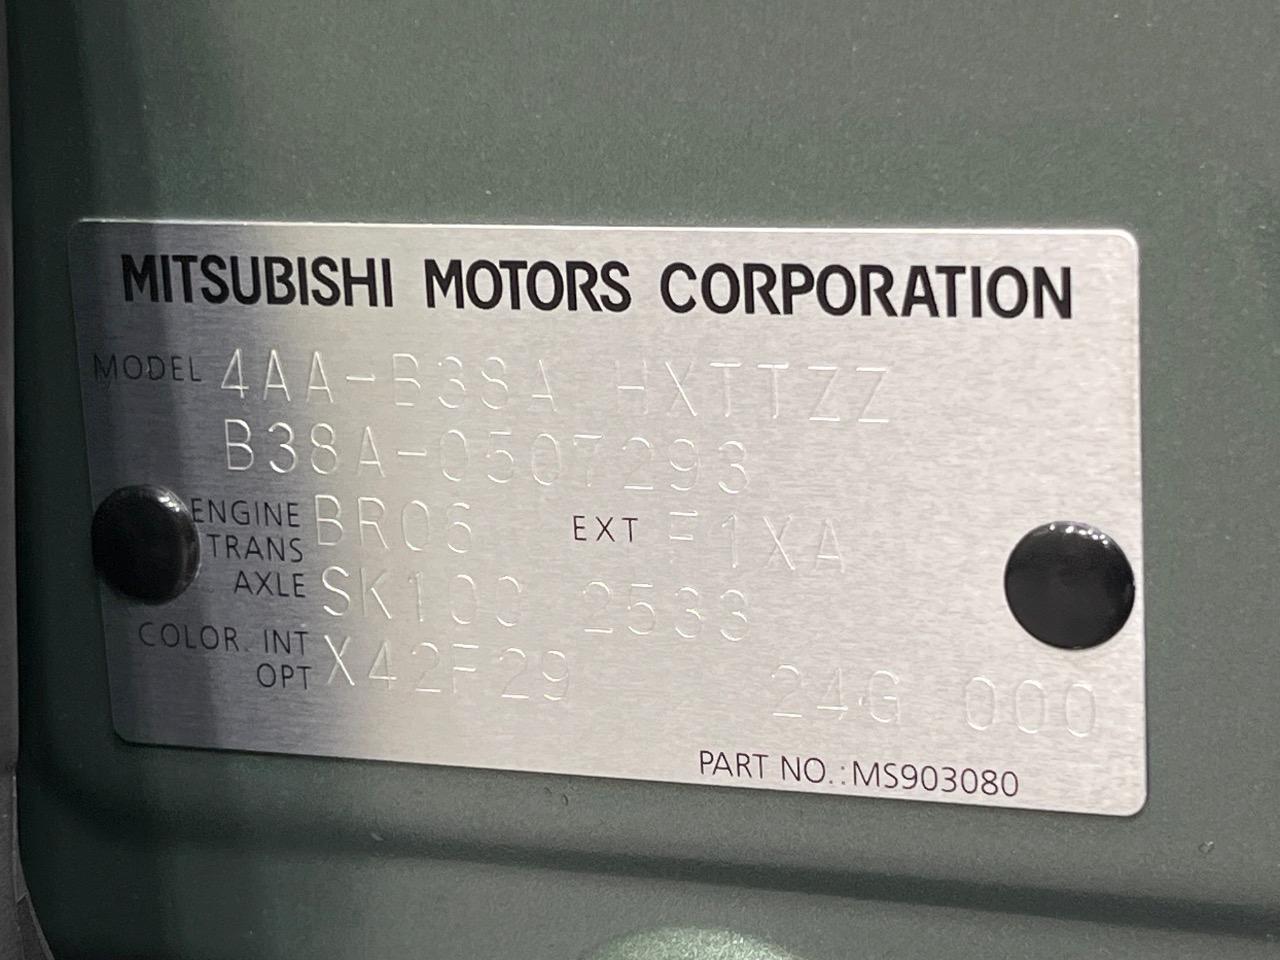 MITSUBISHI MOTORS CORPORATION
MODEL 4AA-B38A HXTTZZ
B38A-0507293
ENGINE BR06 EXT F1XA
TRANS
AXLE SK100 2533
COLOR. INT X42F29 24G 000
OPT
PART NO.:MS903080